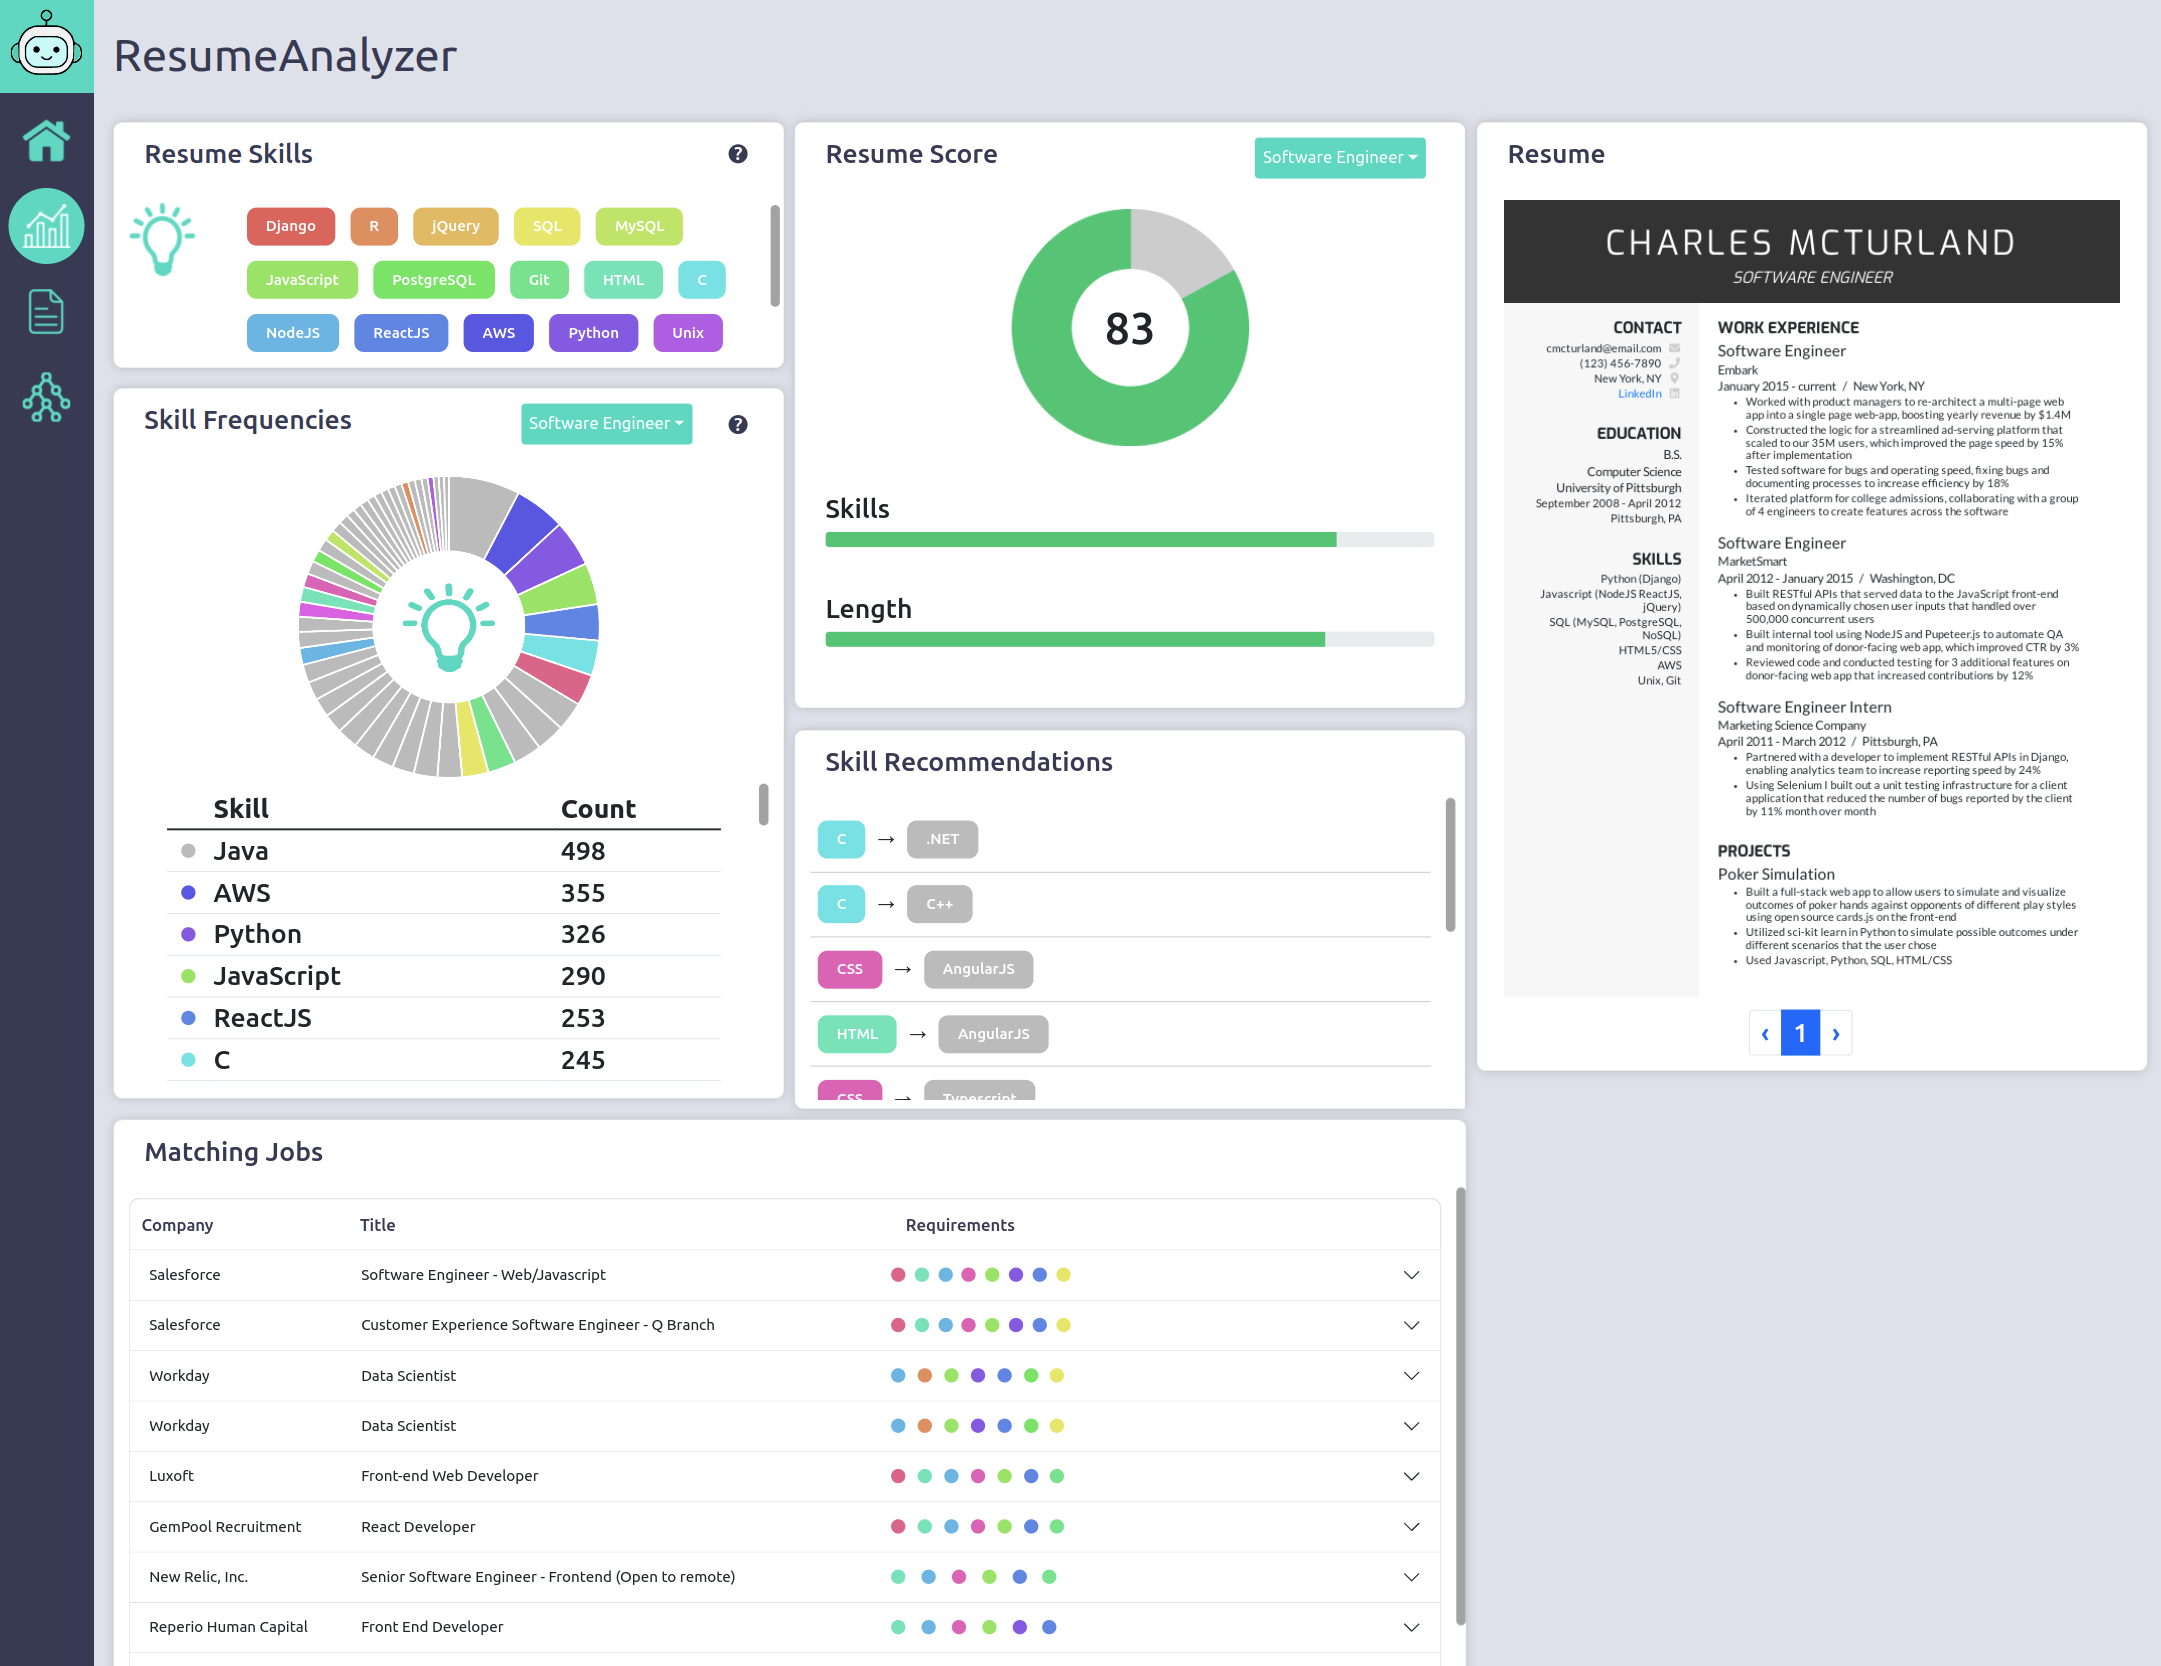 ResumeAnalyzer
Resume Skills
?
Django R jQuery SQL MySQL
JavaScript PostgreSQL Git HTML C
NodeJS ReactJS AWS Python Unix
Skill Frequencies
Software Engineer
?
Skill Count
Java 498
AWS 355
Python 326
JavaScript 290
ReactJS 253
C 245
Resume Score
Software Engineer
83
Skills
Length
Skill Recommendations
C → .NET
C → C++
CSS → AngularJS
HTML → AngularJS
CSS → Typescript
Resume
CHARLES MCTURLAND
SOFTWARE ENGINEER
CONTACT
cmcturland@email.com
(123) 456-7890
New York, NY
LinkedIn
EDUCATION
B.S.
Computer Science
University of Pittsburgh
September 2008 - April 2012
Pittsburgh, PA
SKILLS
Python (Django)
Javascript (NodeJS ReactJS,
jQuery)
SQL (MySQL, PostgreSQL,
NoSQL)
HTML5/CSS
AWS
Unix, Git
WORK EXPERIENCE
Software Engineer
Embark
January 2015 - current / New York, NY
• Worked with product managers to re-architect a multi-page web
app into a single page web-app, boosting yearly revenue by $1.4M
• Constructed the logic for a streamlined ad-serving platform that
scaled to our 35M users, which improved the page speed by 15%
after implementation
• Tested software for bugs and operating speed, fixing bugs and
documenting processes to increase efficiency by 18%
• Iterated platform for college admissions, collaborating with a group
of 4 engineers to create features across the software
Software Engineer
MarketSmart
April 2012 - January 2015 / Washington, DC
• Built RESTful APIs that served data to the JavaScript front-end
based on dynamically chosen user inputs that handled over
500,000 concurrent users
• Built internal tool using NodeJS and Pupeteer.js to automate QA
and monitoring of donor-facing web app, which improved CTR by 3%
• Reviewed code and conducted testing for 3 additional features on
donor-facing web app that increased contributions by 12%
Software Engineer Intern
Marketing Science Company
April 2011 - March 2012 / Pittsburgh, PA
• Partnered with a developer to implement RESTful APIs in Django,
enabling analytics team to increase reporting speed by 24%
• Using Selenium I built out a unit testing infrastructure for a client
application that reduced the number of bugs reported by the client
by 11% month over month
PROJECTS
Poker Simulation
• Built a full-stack web app to allow users to simulate and visualize
outcomes of poker hands against opponents of different play styles
using open source cards.js on the front-end
• Utilized sci-kit learn in Python to simulate possible outcomes under
different scenarios that the user chose
• Used Javascript, Python, SQL, HTML/CSS
‹ 1 ›
Matching Jobs
Company Title Requirements
Salesforce Software Engineer - Web/Javascript
Salesforce Customer Experience Software Engineer - Q Branch
Workday Data Scientist
Workday Data Scientist
Luxoft Front-end Web Developer
GemPool Recruitment React Developer
New Relic, Inc. Senior Software Engineer - Frontend (Open to remote)
Reperio Human Capital Front End Developer